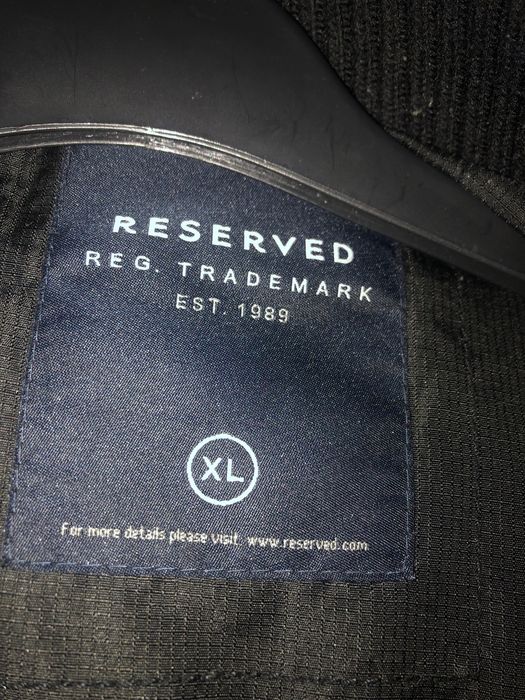 RESERVED
REG. TRADEMARK
EST. 1989
XL
For more details please visit: www.reserved.com